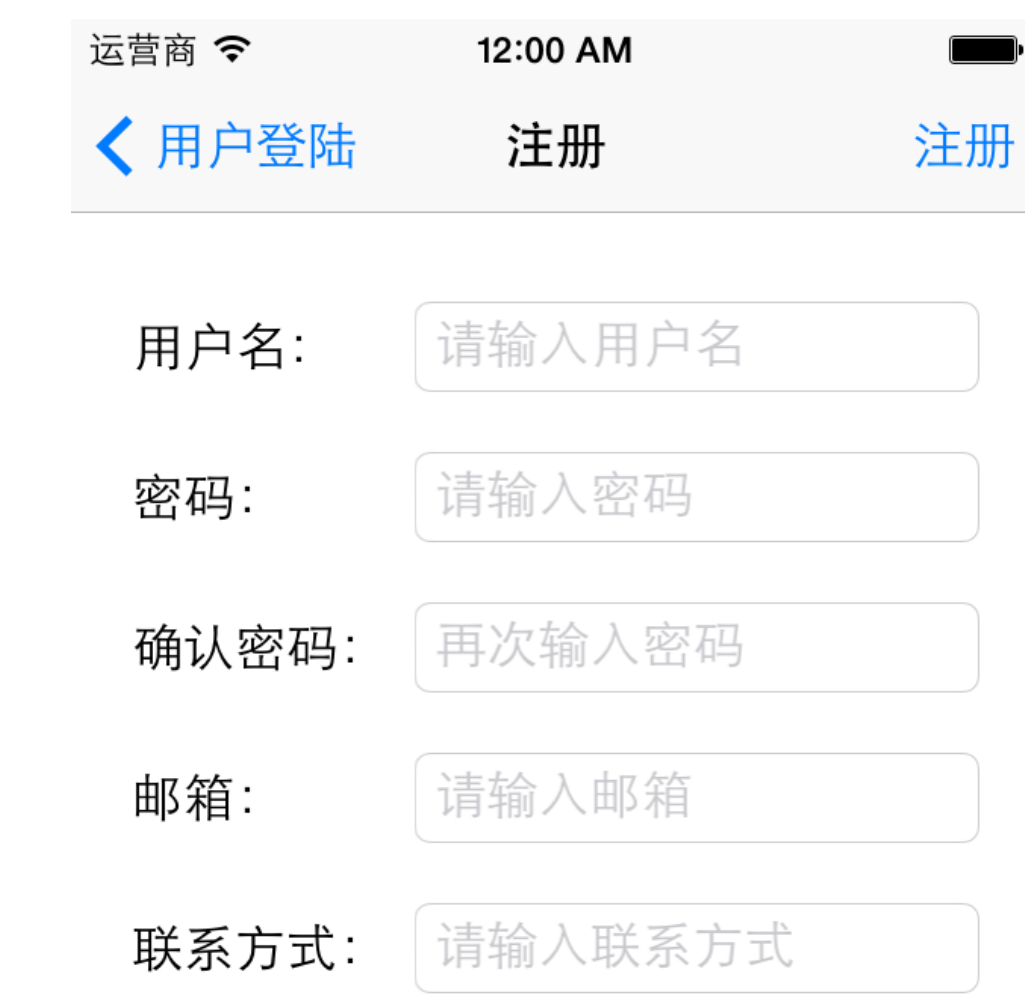 运营商 12:00 AM
用户登陆 注册 注册
用户名: 请输入用户名
密码: 请输入密码
确认密码: 再次输入密码
邮箱: 请输入邮箱
联系方式: 请输入联系方式